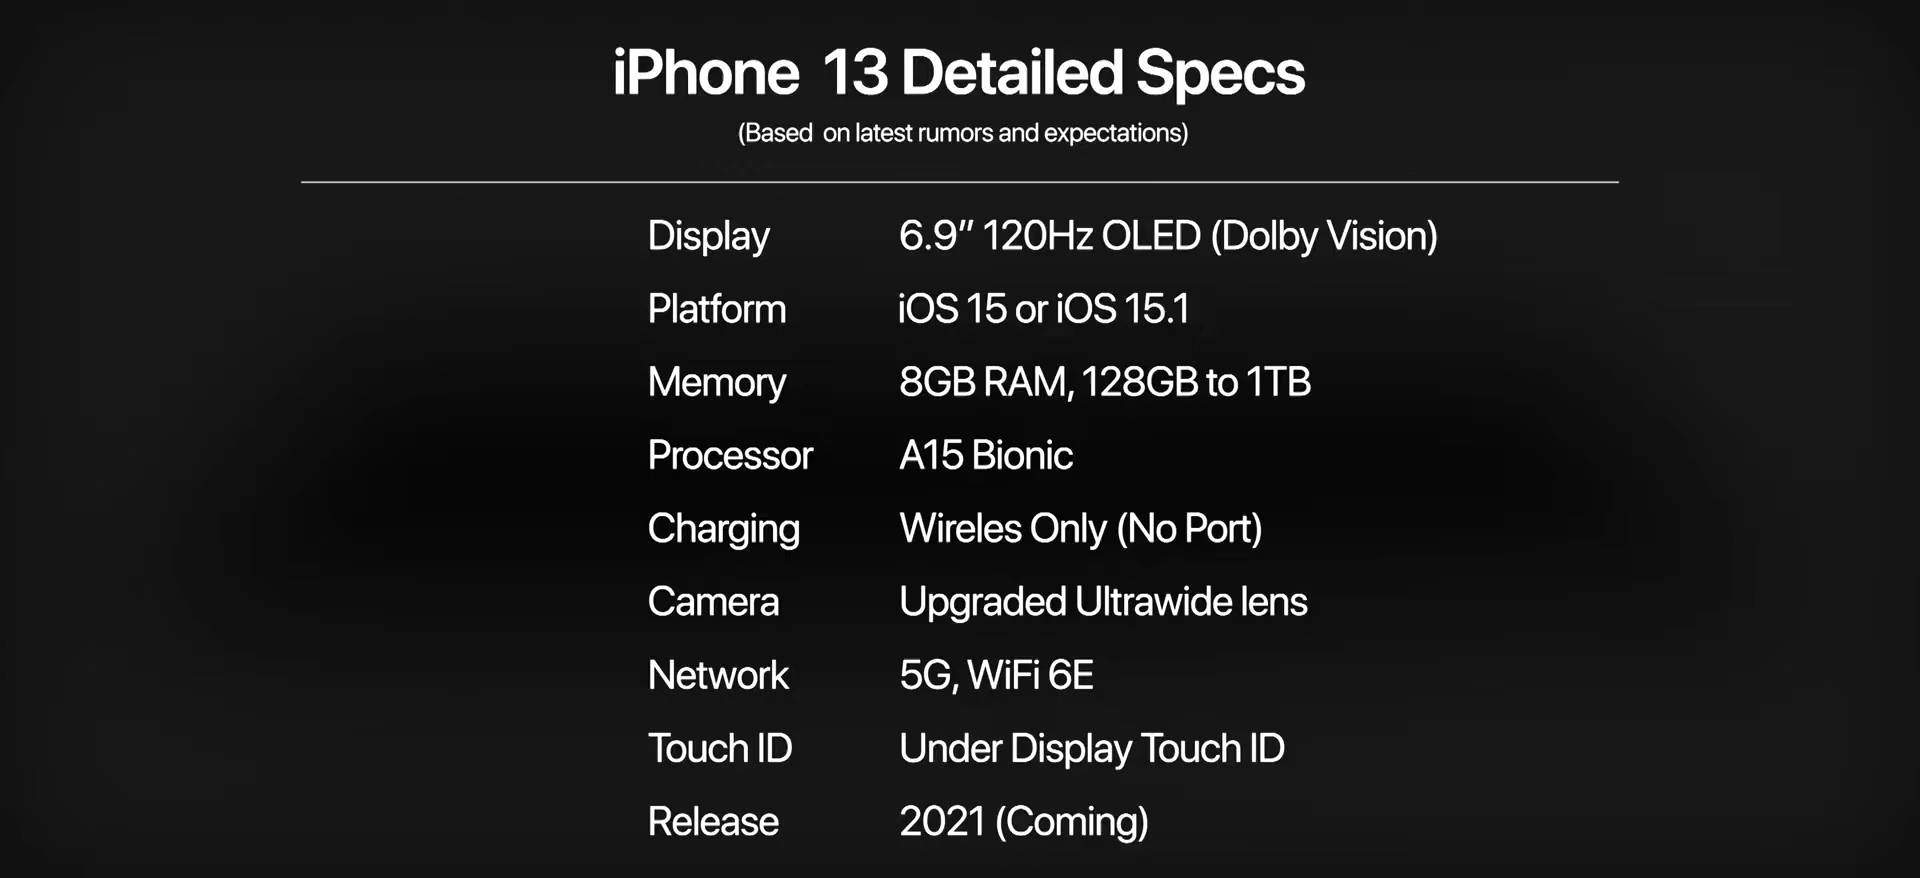 iPhone 13 Detailed Specs
(Based on latest rumors and expectations)
Display 6.9″ 120Hz OLED (Dolby Vision)
Platform iOS 15 or iOS 15.1
Memory 8GB RAM, 128GB to 1TB
Processor A15 Bionic
Charging Wireles Only (No Port)
Camera Upgraded Ultrawide lens
Network 5G, WiFi 6E
Touch ID Under Display Touch ID
Release 2021 (Coming)